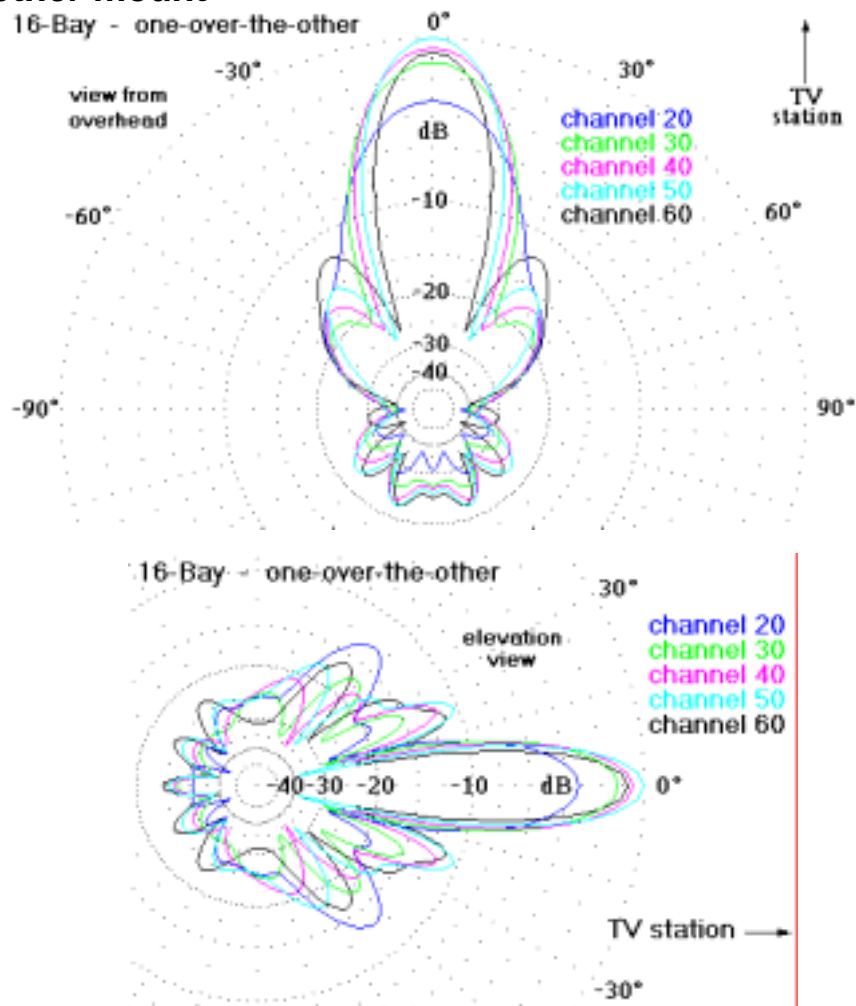 other mount
16-Bay - one-over-the-other
0°
-30°
30°
view from
overhead
TV
station
dB
channel 20
channel 30
channel 40
channel 50
channel 60
-10
-60°
60°
-20
-30
-40
-90°
90°
16-Bay - one-over-the-other
30°
elevation
view
channel 20
channel 30
channel 40
channel 50
channel 60
-40 -30 -20 -10 dB 0°
TV station
-30°